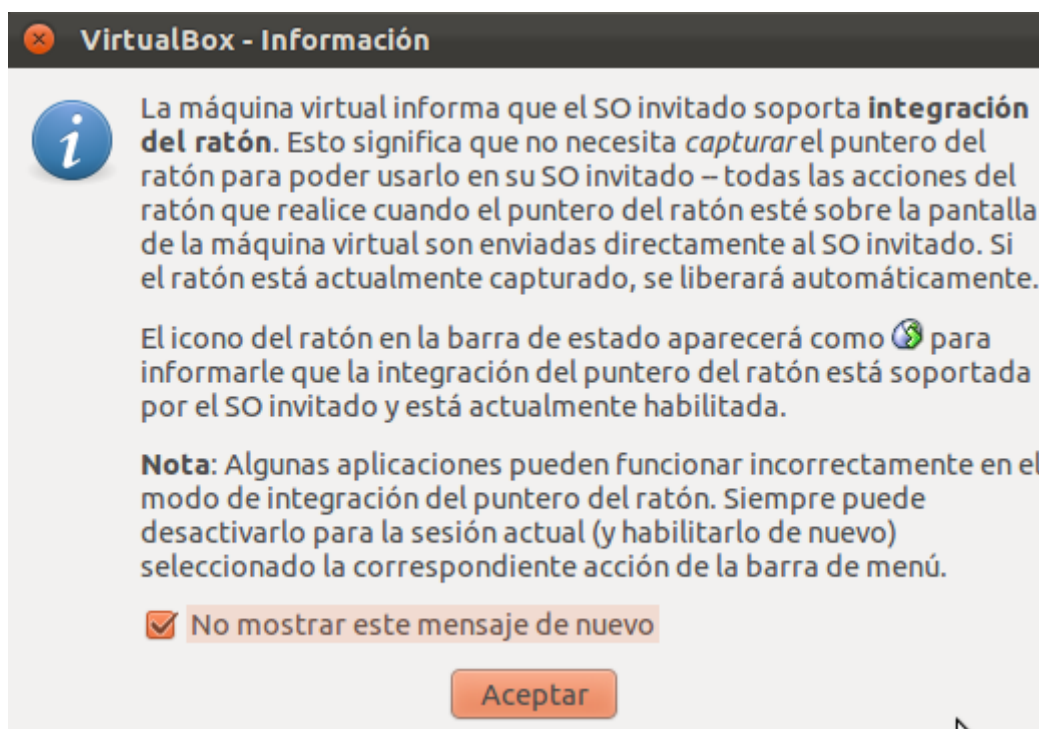 VirtualBox - Información
La máquina virtual informa que el SO invitado soporta integración
del ratón. Esto significa que no necesita capturar el puntero del
ratón para poder usarlo en su SO invitado -- todas las acciones del
ratón que realice cuando el puntero del ratón esté sobre la pantalla
de la máquina virtual son enviadas directamente al SO invitado. Si
el ratón está actualmente capturado, se liberará automáticamente.
El icono del ratón en la barra de estado aparecerá como para
informarle que la integración del puntero del ratón está soportada
por el SO invitado y está actualmente habilitada.
Nota: Algunas aplicaciones pueden funcionar incorrectamente en el
modo de integración del puntero del ratón. Siempre puede
desactivarlo para la sesión actual (y habilitarlo de nuevo)
seleccionado la correspondiente acción de la barra de menú.
No mostrar este mensaje de nuevo
Aceptar